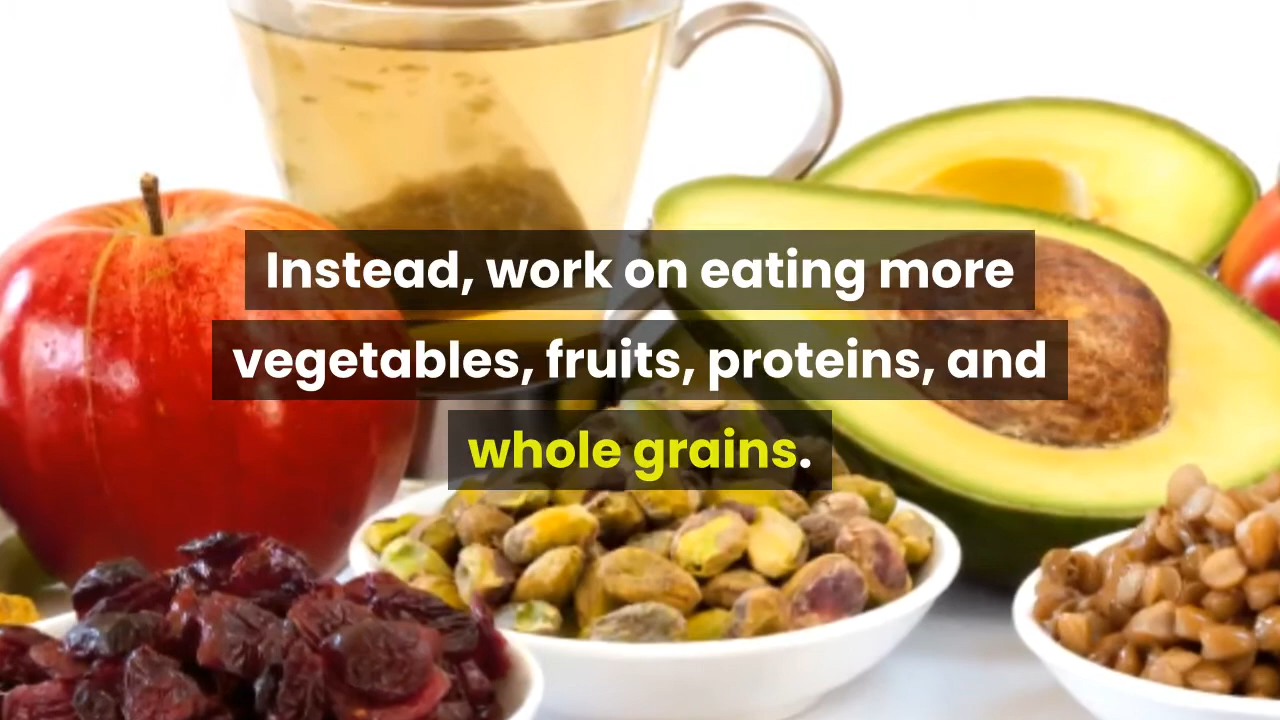 Instead, work on eating more
vegetables, fruits, proteins, and
whole grains.